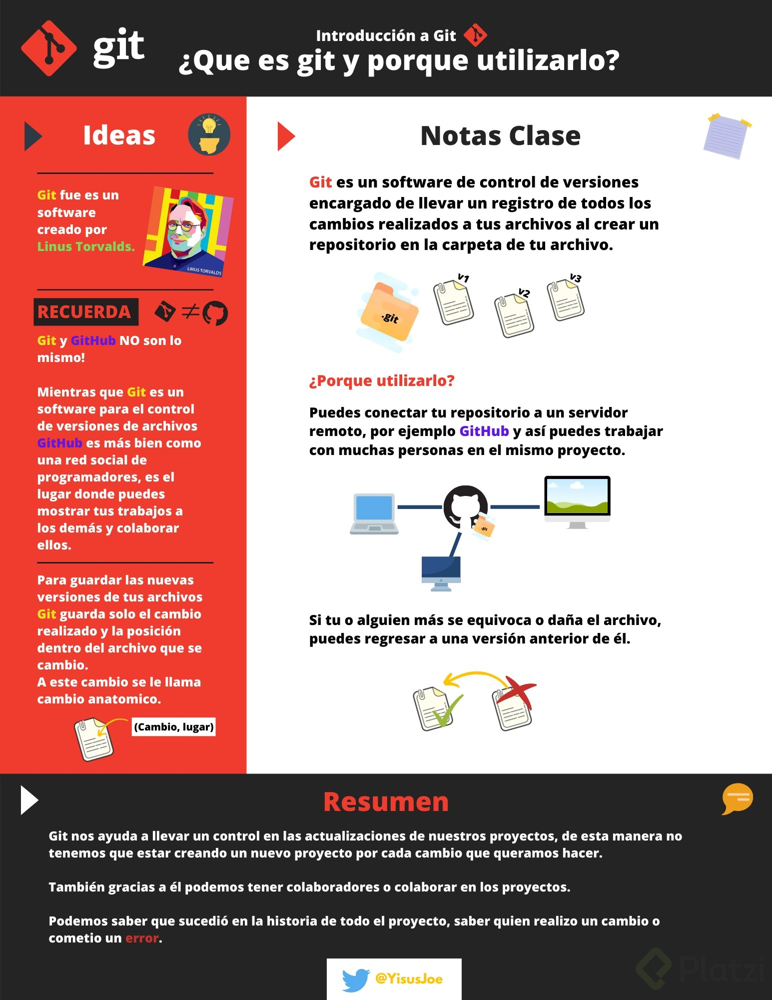 git
Introducción a Git
¿Que es git y porque utilizarlo?
Ideas
Git fue es un
software
creado por
Linus Torvalds.
LINUS TORVALDS
RECUERDA
Git y GitHub NO son lo
mismo!
Mientras que Git es un
software para el control
de versiones de archivos
GitHub es más bien como
una red social de
programadores, es el
lugar donde puedes
mostrar tus trabajos a
los demás y colaborar
ellos.
Para guardar las nuevas
versiones de tus archivos
Git guarda solo el cambio
realizado y la posición
dentro del archivo que se
cambio.
A este cambio se le llama
cambio anatomico.
(Cambio, lugar)
Notas Clase
Git es un software de control de versiones
encargado de llevar un registro de todos los
cambios realizados a tus archivos al crear un
repositorio en la carpeta de tu archivo.
.git
v1
v2
v3
¿Porque utilizarlo?
Puedes conectar tu repositorio a un servidor
remoto, por ejemplo GitHub y así puedes trabajar
con muchas personas en el mismo proyecto.
.git
Si tu o alguien más se equivoca o daña el archivo,
puedes regresar a una versión anterior de él.
Resumen
Git nos ayuda a llevar un control en las actualizaciones de nuestros proyectos, de esta manera no
tenemos que estar creando un nuevo proyecto por cada cambio que queramos hacer.
También gracias a él podemos tener colaboradores o colaborar en los proyectos.
Podemos saber que sucedió en la historia de todo el proyecto, saber quien realizo un cambio o
cometio un error.
@YisusJoe
Platzi